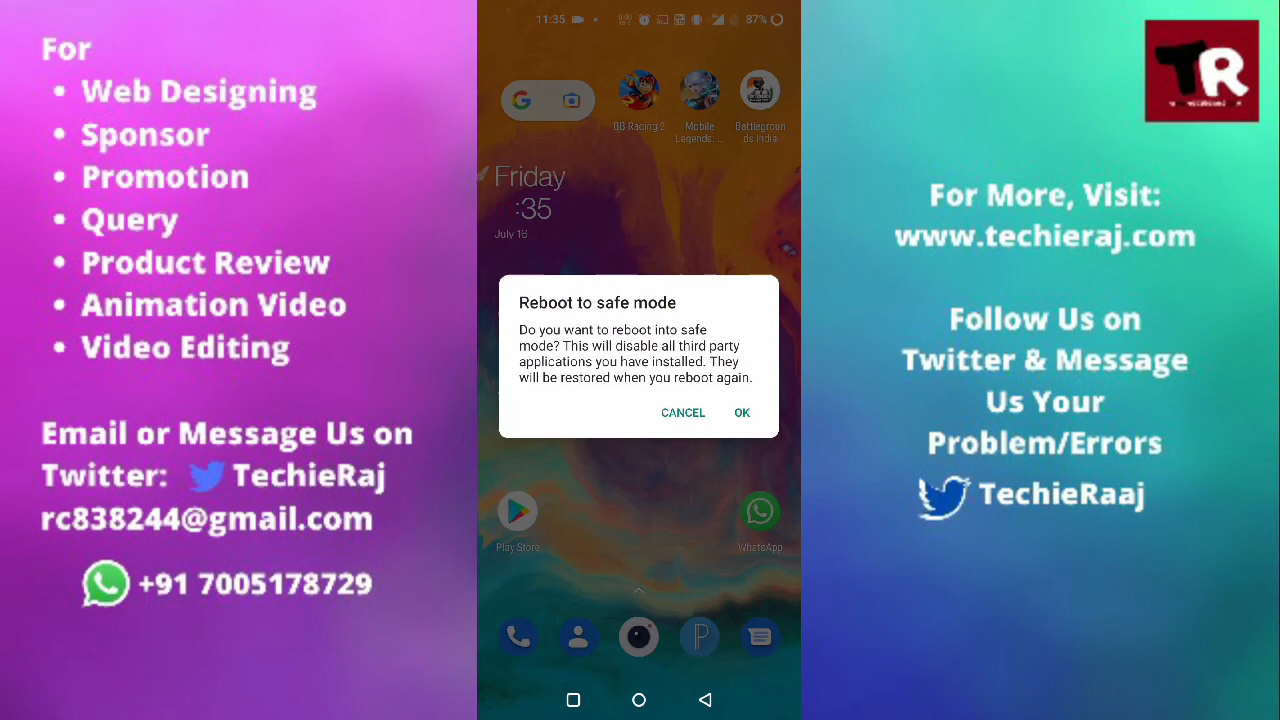 For
Web Designing
Sponsor
Promotion
Query
Product Review
Animation Video
Video Editing
Email or Message Us on
Twitter: TechieRaj
rc838244@gmail.com
+91 7005178729
11:35
87%
BB Racing 2
Mobile
Legends: ...
Battlegroun
ds India
Friday
:35
July 16
Reboot to safe mode
Do you want to reboot into safe
mode? This will disable all third party
applications you have installed. They
will be restored when you reboot again.
CANCEL OK
Play Store
WhatsApp
TR
For More, Visit:
www.techieraj.com
Follow Us on
Twitter & Message
Us Your
Problem/Errors
TechieRaaj